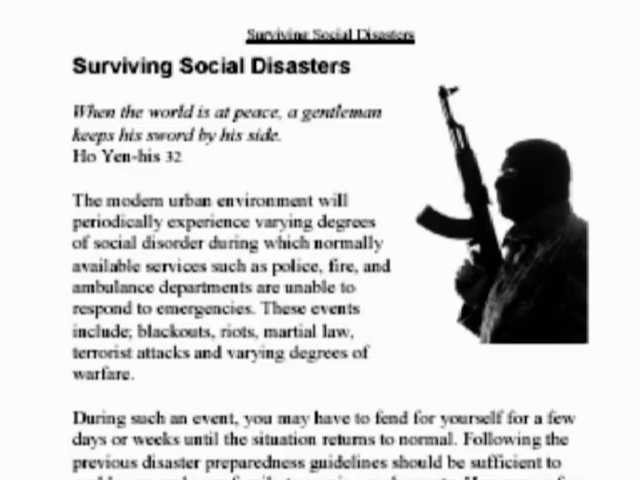 Surviving Social Disasters
Surviving Social Disasters
When the world is at peace, a gentleman
keeps his sword by his side.
Ho Yen-his 32
The modern urban environment will
periodically experience varying degrees
of social disorder during which normally
available services such as police, fire, and
ambulance departments are unable to
respond to emergencies. These events
include; blackouts, riots, martial law,
terrorist attacks and varying degrees of
warfare.
During such an event, you may have to fend for yourself for a few
days or weeks until the situation returns to normal. Following the
previous disaster preparedness guidelines should be sufficient to